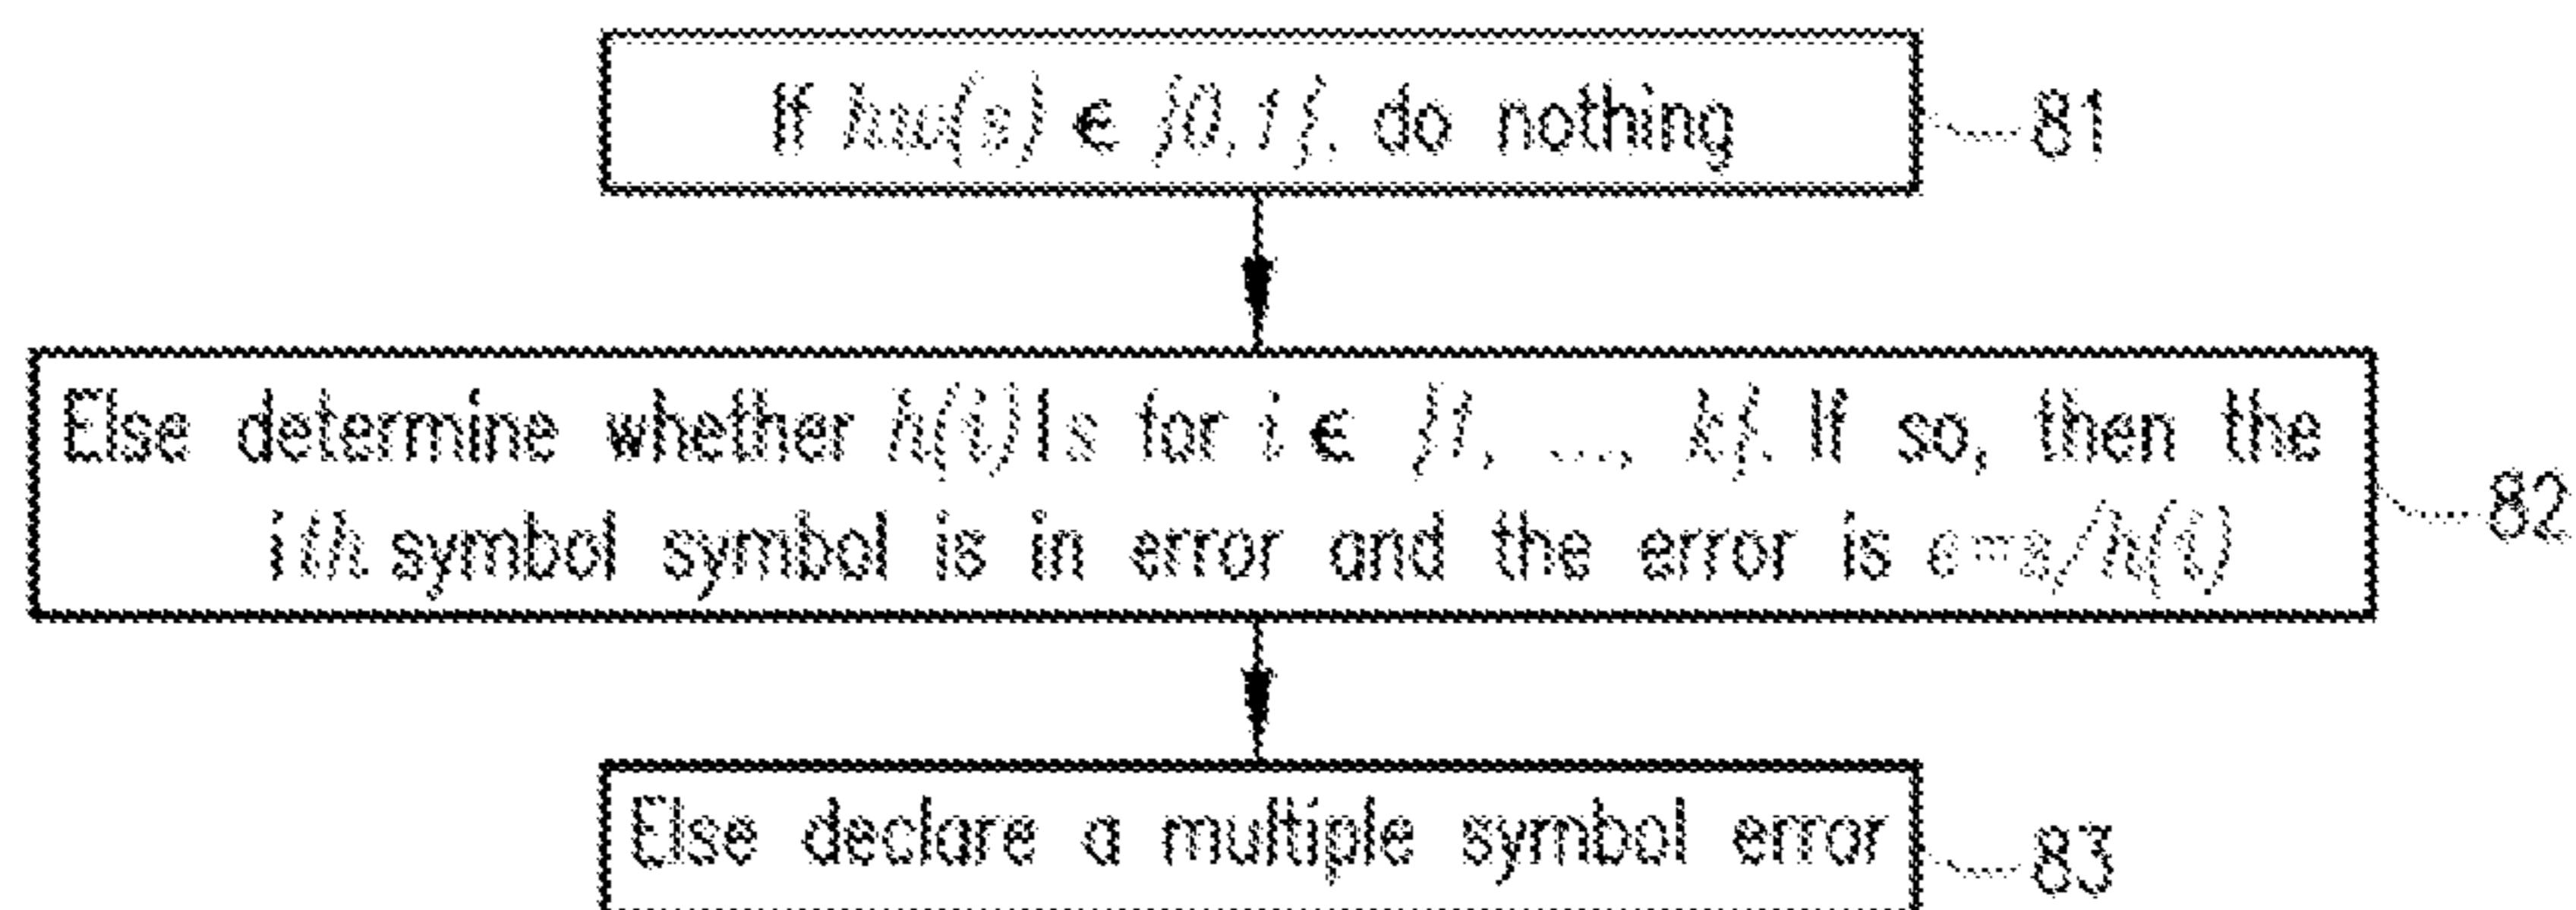 If hw(s) ∈ {0,1}, do nothing
81
Else determine whether h(i)|s for i ∈ {1, ..., k}. If so, then the
ith symbol symbol is in error and the error is e=s/h(i)
82
Else declare a multiple symbol error
83